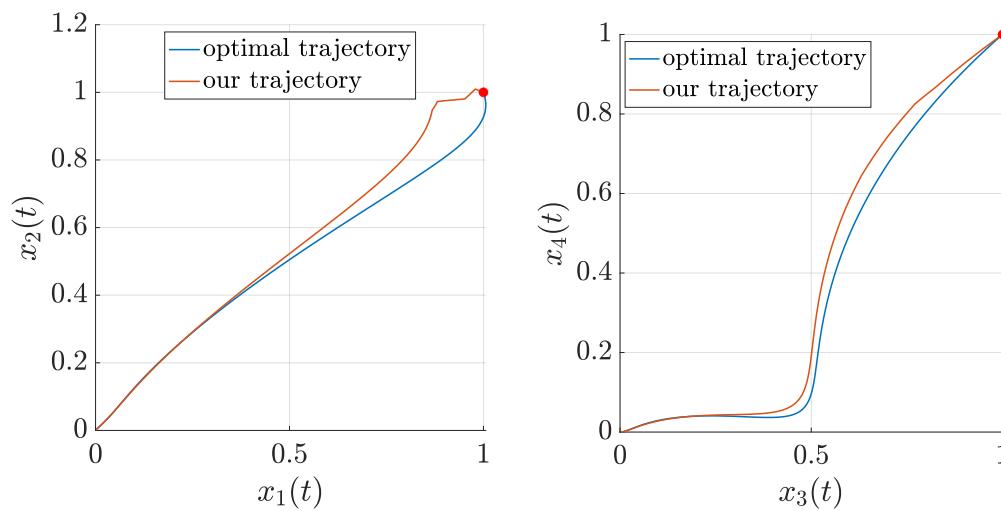 1.2
optimal trajectory
our trajectory
1
0.8
0.6
0.4
0.2
0
x₂(t)
0
0.5
1
x₁(t)
1
optimal trajectory
our trajectory
0.8
0.6
0.4
0.2
0
x₄(t)
0
0.5
1
x₃(t)